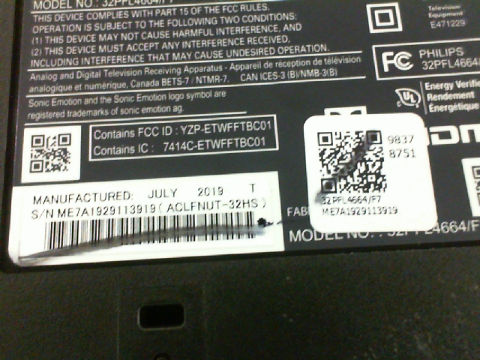 MODEL NO.: 32PFL4664/F7
THIS DEVICE COMPLIES WITH PART 15 OF THE FCC RULES.
OPERATION IS SUBJECT TO THE FOLLOWING TWO CONDITIONS:
(1) THIS DEVICE MAY NOT CAUSE HARMFUL INTERFERENCE, AND
(2) THIS DEVICE MUST ACCEPT ANY INTERFERENCE RECEIVED,
INCLUDING INTERFERENCE THAT MAY CAUSE UNDESIRED OPERATION.
Analog and Digital Television Receiving Apparatus - Appareil de réception de télévision
analogique et numérique, Canada BETS-7 / NTMR-7. CAN ICES-3 (B)/NMB-3(B)
Sonic Emotion and the Sonic Emotion logo symbol are
registered trademarks of sonic emotion ag.
Television
Equipment
E471229
FC PHILIPS
32PFL4664/
UL Energy Verified
Rendement
Énergétique
Contains FCC ID : YZP-ETWFFTBC01
Contains IC : 7414C-ETWFFTBC01
MANUFACTURED: JULY 2019 T
S/N ME7A1929113919 ( ACLFNUT-32HS )
9837
8751
32PFL4664/F7
ME7A1929113919
MODEL NO. : 32PFL4664/F